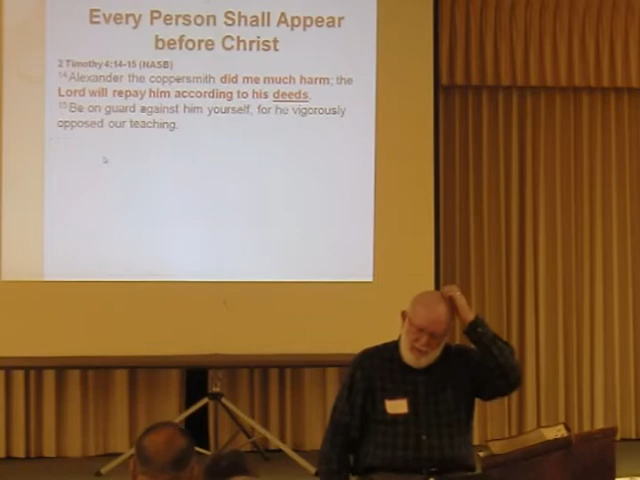 Every Person Shall Appear
before Christ
2 Timothy 4:14-15 (NASB)
14 Alexander the coppersmith did me much harm; the
Lord will repay him according to his deeds.
15 Be on guard against him yourself, for he vigorously
opposed our teaching.